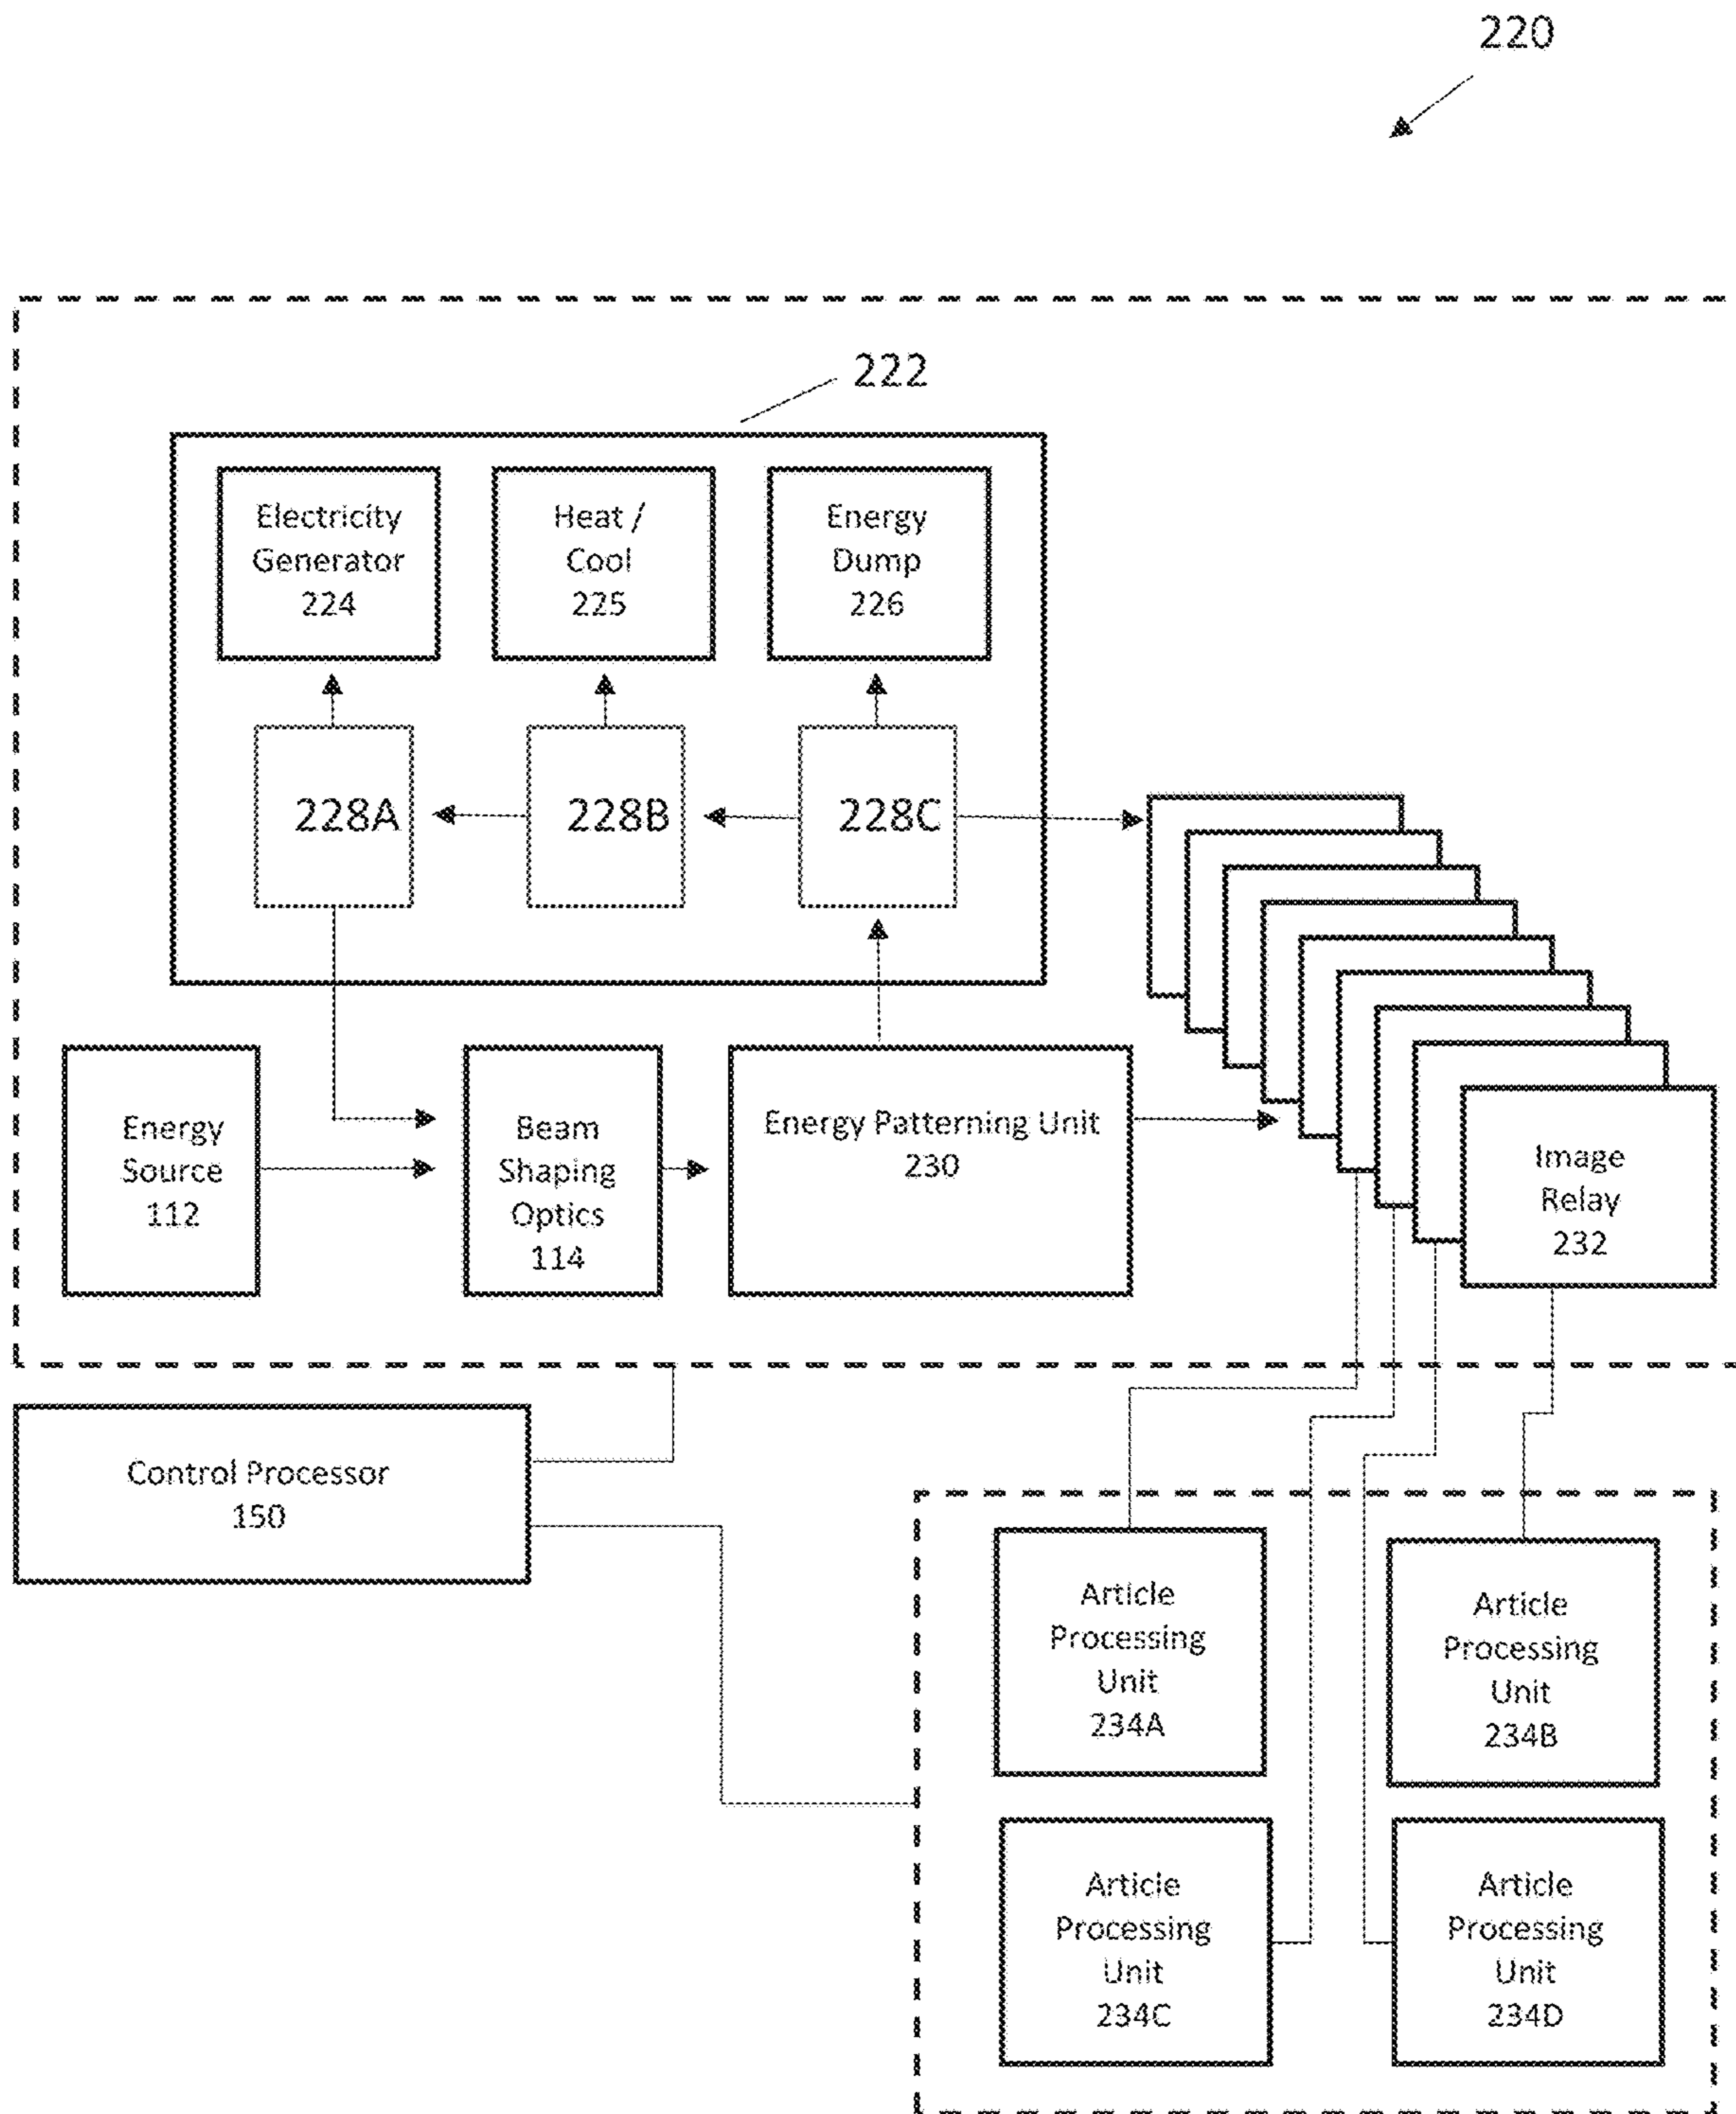 220
222
Electricity
Generator
224
Heat /
Cool
225
Energy
Dump
226
228A
228B
228C
Energy
Source
112
Beam
Shaping
Optics
114
Energy Patterning Unit
230
Image
Relay
232
Control Processor
150
Article
Processing
Unit
234A
Article
Processing
Unit
234B
Article
Processing
Unit
234C
Article
Processing
Unit
234D